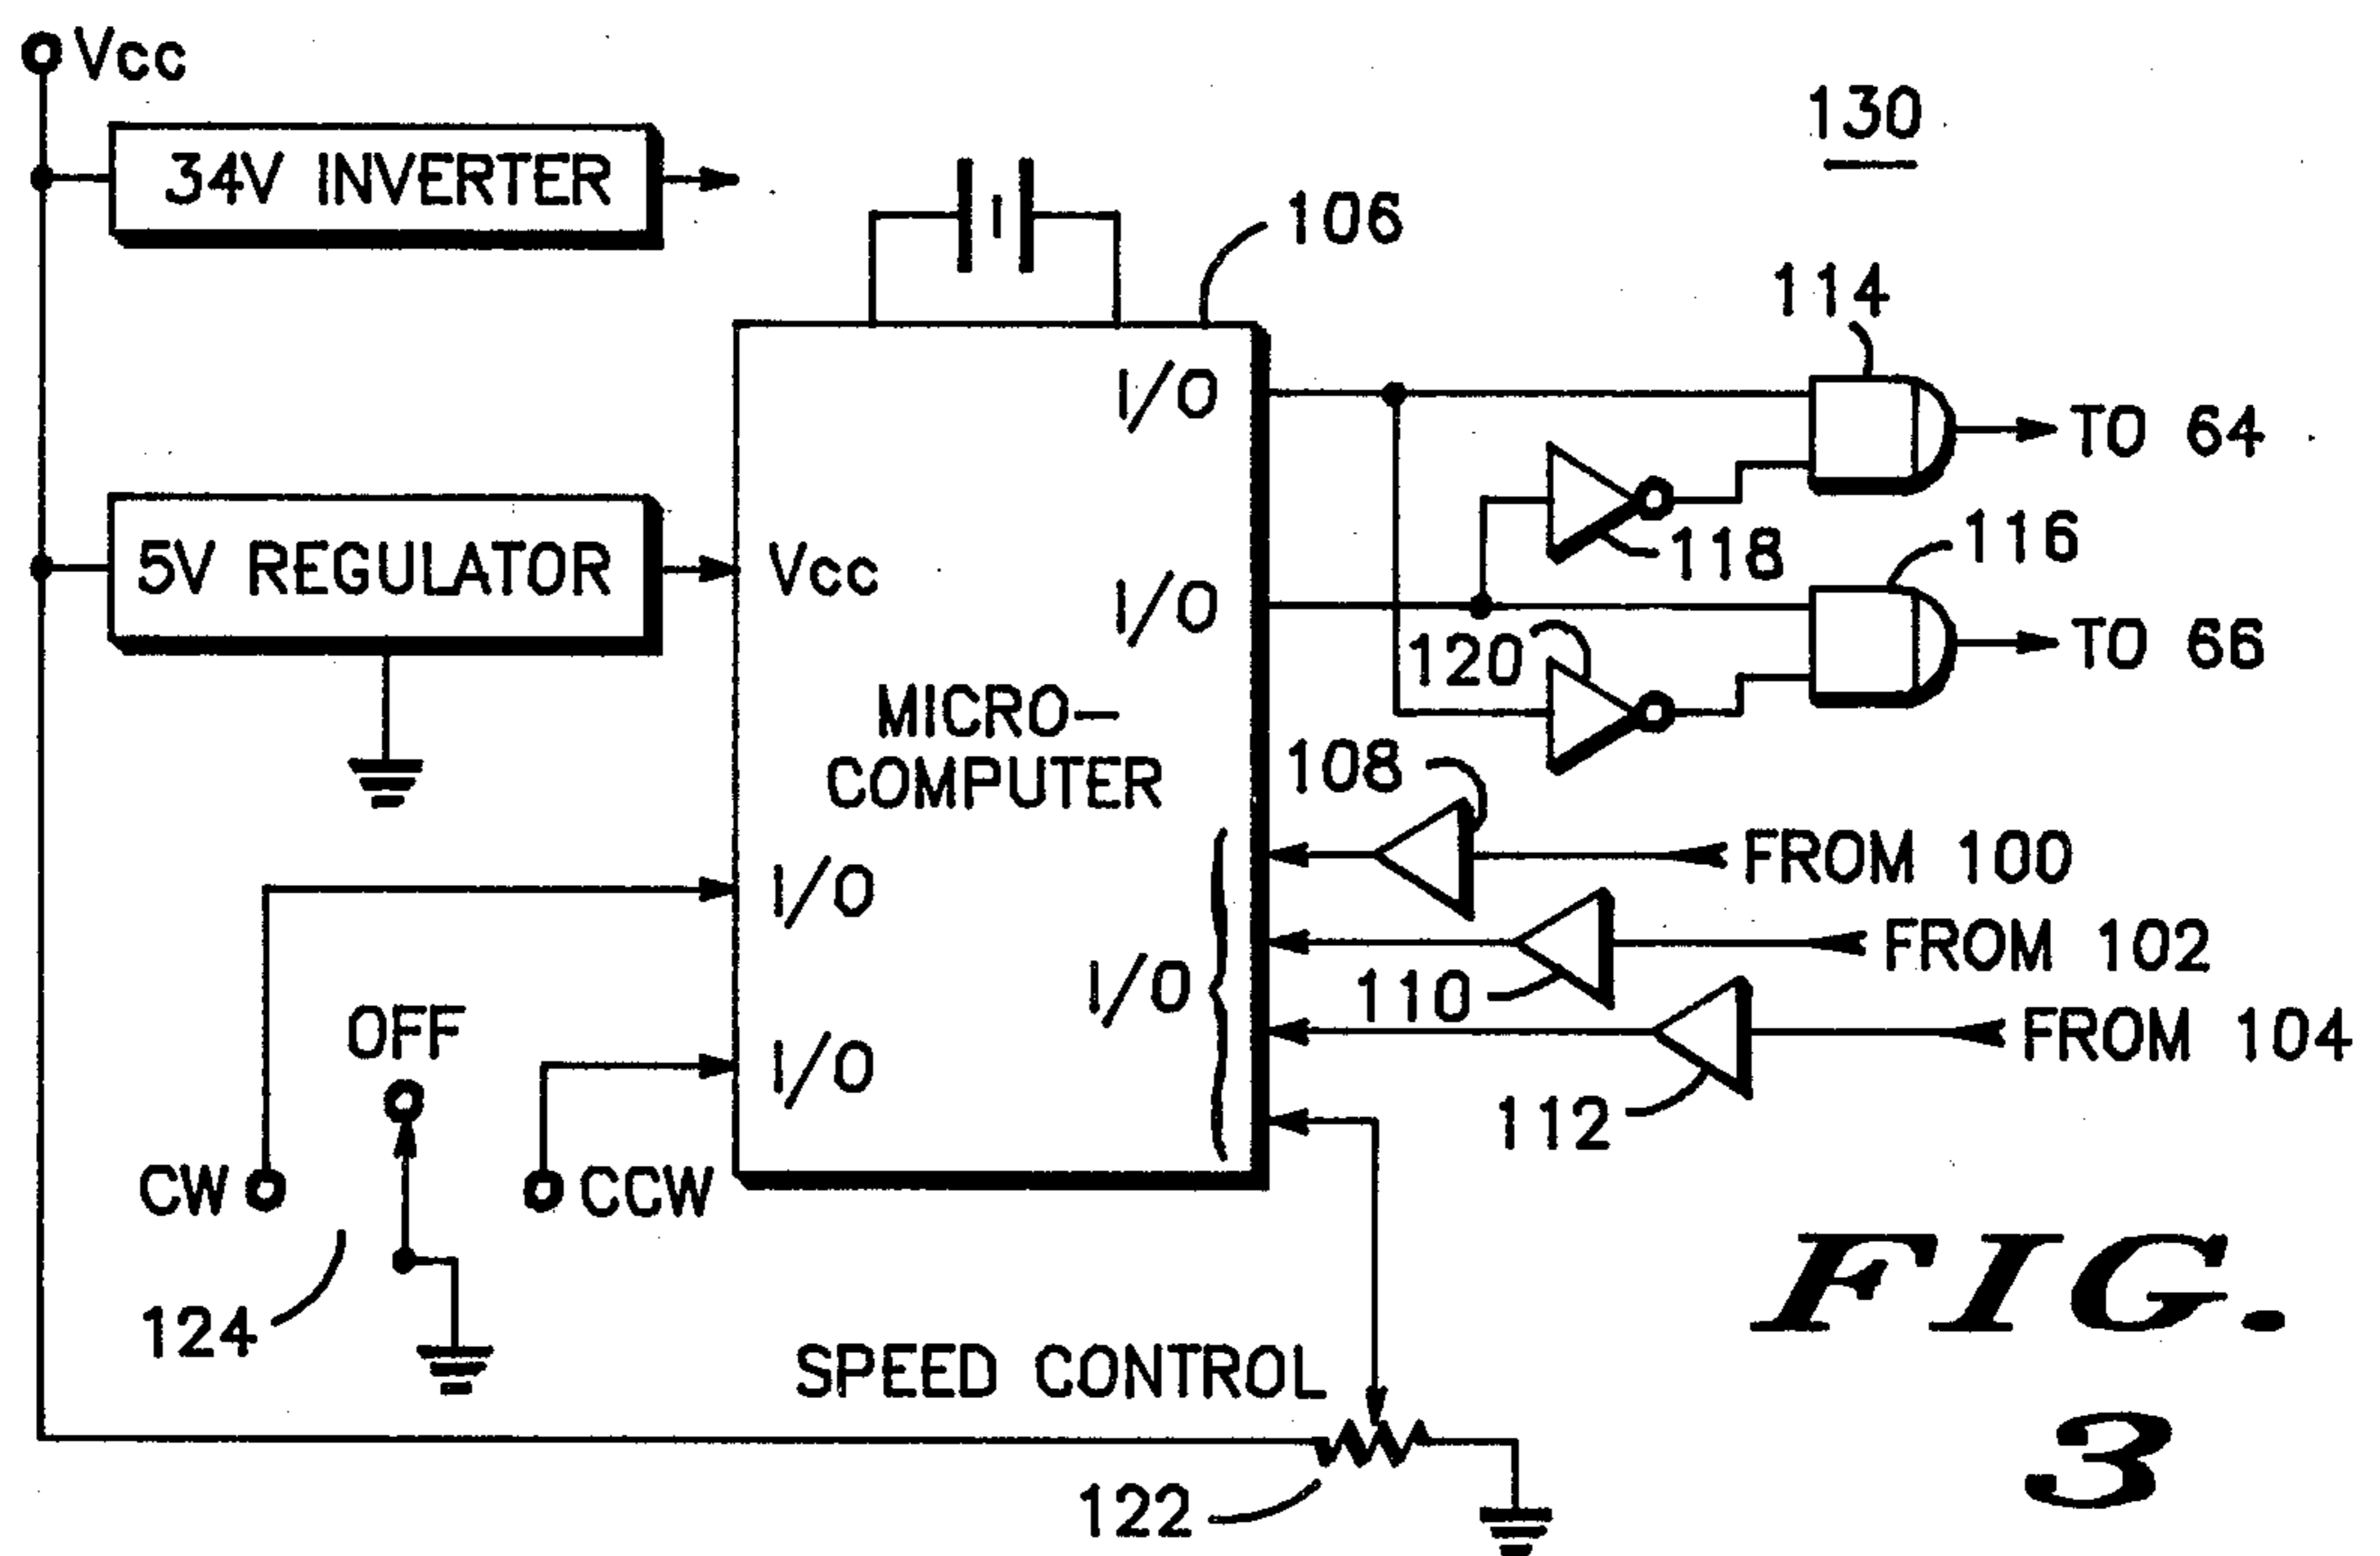 Vcc
130
34V INVERTER
106
114
I/O
TO 64
116
118
5V REGULATOR
Vcc
I/O
120
TO 66
MICRO-
COMPUTER
108
FROM 100
I/O
FROM 102
110
I/O
OFF
FROM 104
I/O
112
CW
CCW
124
SPEED CONTROL
122
FIG.
3